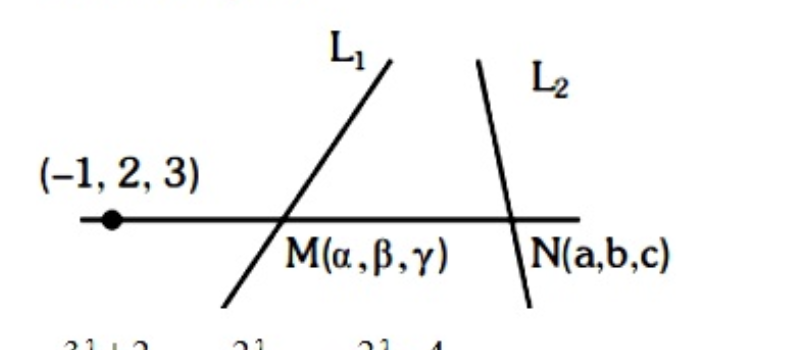 L₁
L₂
(–1, 2, 3)
M(α,β,γ)
N(a,b,c)